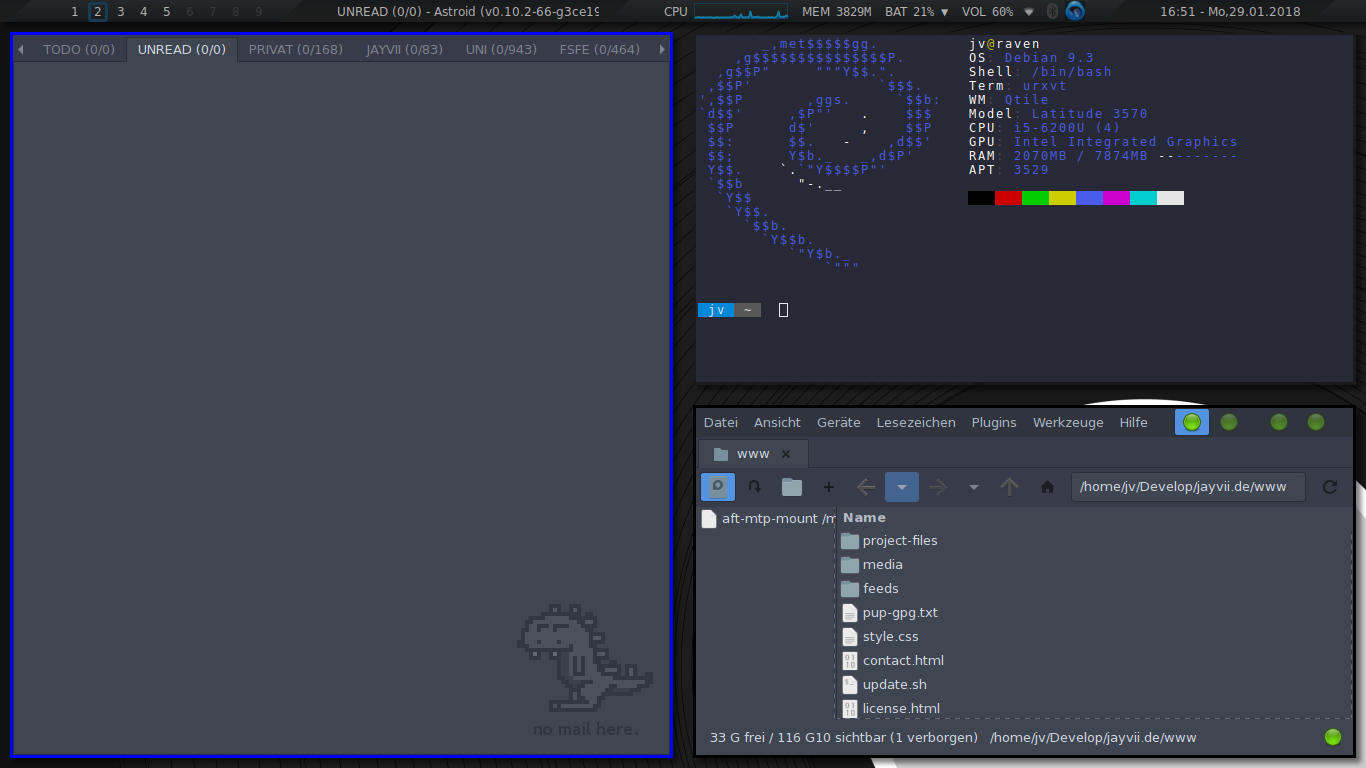 1 2 3 4 5 6 7 8 9 UNREAD (0/0) - Astroid (v0.10.2-66-g3ce19 CPU MEM 3829M BAT 21% ▼ VOL 60% 16:51 - Mo,29.01.2018
TODO (0/0) UNREAD (0/0) PRIVAT (0/168) JAYVII (0/83) UNI (0/943) FSFE (0/464)
no mail here.
_,met$$$$$gg.
,g$$$$$$$$$$$$$$$P.
,g$$P" """Y$$.".
,$$P' `$$$.
',$$P ,ggs. `$$b:
`d$$' ,$P"' . $$$
$$P d$' , $$P
$$: $$. - ,d$$'
$$; Y$b._ _,d$P'
Y$$. `.`"Y$$$$P"'
`$$b "-.__
`Y$$
`Y$$.
`$$b.
`Y$$b.
`"Y$b._
`"""
jv@raven
OS: Debian 9.3
Shell: /bin/bash
Term: urxvt
WM: Qtile
Model: Latitude 3570
CPU: i5-6200U (4)
GPU: Intel Integrated Graphics
RAM: 2070MB / 7874MB ---------
APT: 3529
jv ~
Datei Ansicht Geräte Lesezeichen Plugins Werkzeuge Hilfe
www
/home/jv/Develop/jayvii.de/www
aft-mtp-mount /m
Name
project-files
media
feeds
pup-gpg.txt
style.css
contact.html
update.sh
license.html
33 G frei / 116 G10 sichtbar (1 verborgen) /home/jv/Develop/jayvii.de/www